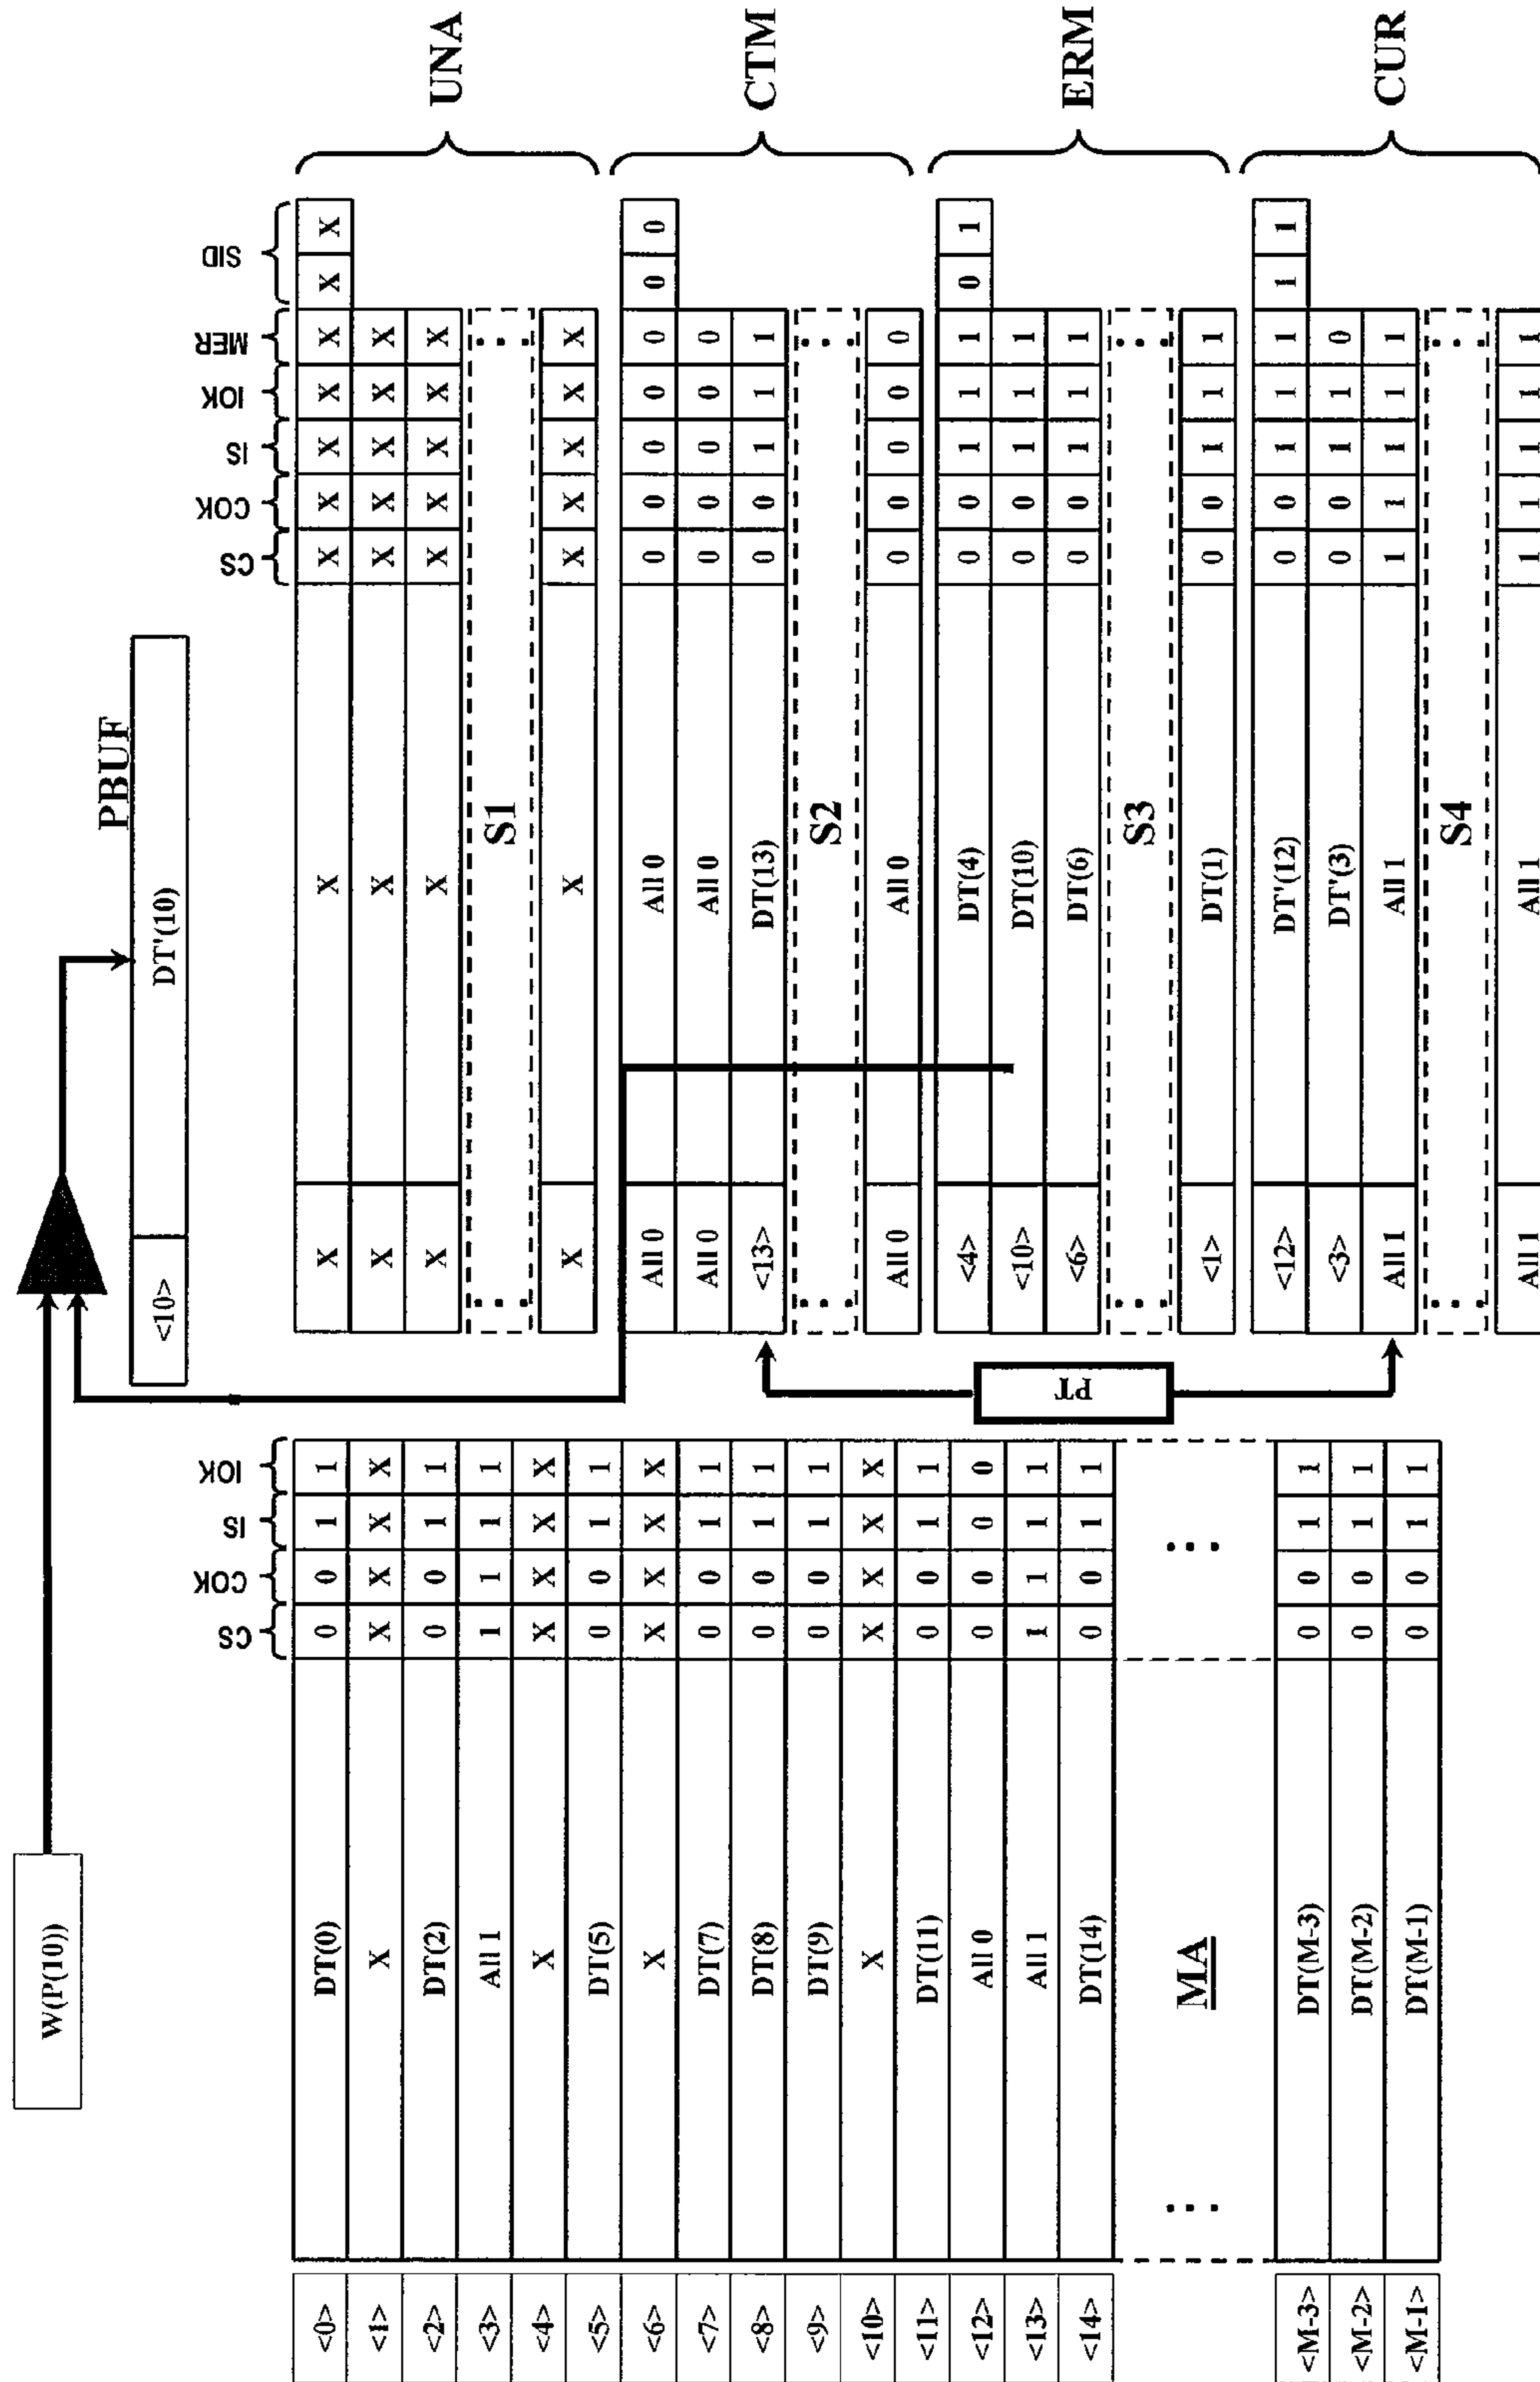 W(P(10))
PBUF
<10> DT'(10)
CS COK IS IOK
<0> DT(0) 0 0 1 1
<1> X X X X X
<2> DT(2) 0 0 1 1
<3> All 1 1 1 1 1
<4> X X X X X
<5> DT(5) 0 0 1 1
<6> X X X X X
<7> DT(7) 0 0 1 1
<8> DT(8) 0 0 1 1
<9> DT(9) 0 0 1 1
<10> X X X X X
<11> DT(11) 0 0 1 1
<12> All 0 0 0 0 0
<13> All 1 1 1 1 1
<14> DT(14) 0 0 1 1
... MA ...
<M-3> DT(M-3) 0 0 1 1
<M-2> DT(M-2) 0 0 1 1
<M-1> DT(M-1) 0 0 1 1
PT
CS COK IS IOK MER SID
X X X X X X X X X
X X X X X X X
X X X X X X X
... S1 ...
X X X X X X X
UNA
All 0 All 0 0 0 0 0 0 0 0
All 0 All 0 0 0 0 0 0
<13> DT(13) 0 0 1 1 1
... S2 ...
All 0 All 0 0 0 0 0 0
CTM
<4> DT(4) 0 0 1 1 1 0 1
<10> DT(10) 0 0 1 1 1
<6> DT(6) 0 0 1 1 1
... S3 ...
<1> DT(1) 0 0 1 1 1
ERM
<12> DT'(12) 0 0 1 1 1 1 1
<3> DT'(3) 0 0 1 1 0
All 1 All 1 1 1 1 1 1
... S4 ...
All 1 All 1 1 1 1 1 1
CUR